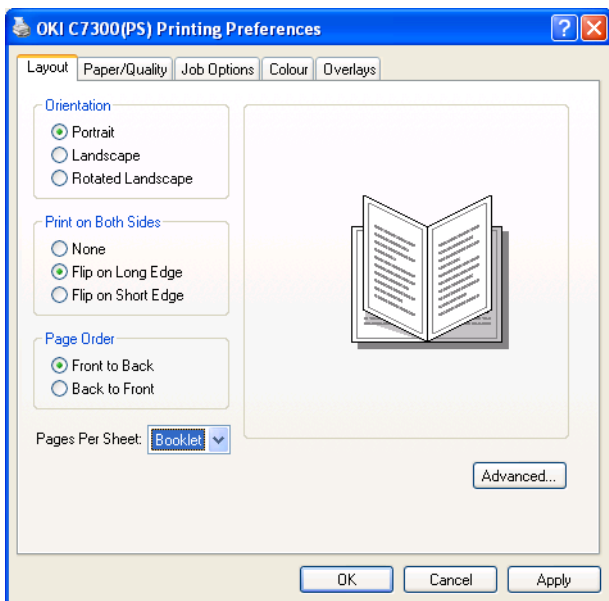 OKI C7300(PS) Printing Preferences
Layout Paper/Quality Job Options Colour Overlays
Orientation
Portrait
Landscape
Rotated Landscape
Print on Both Sides
None
Flip on Long Edge
Flip on Short Edge
Page Order
Front to Back
Back to Front
Pages Per Sheet: Booklet
Advanced...
OK Cancel Apply